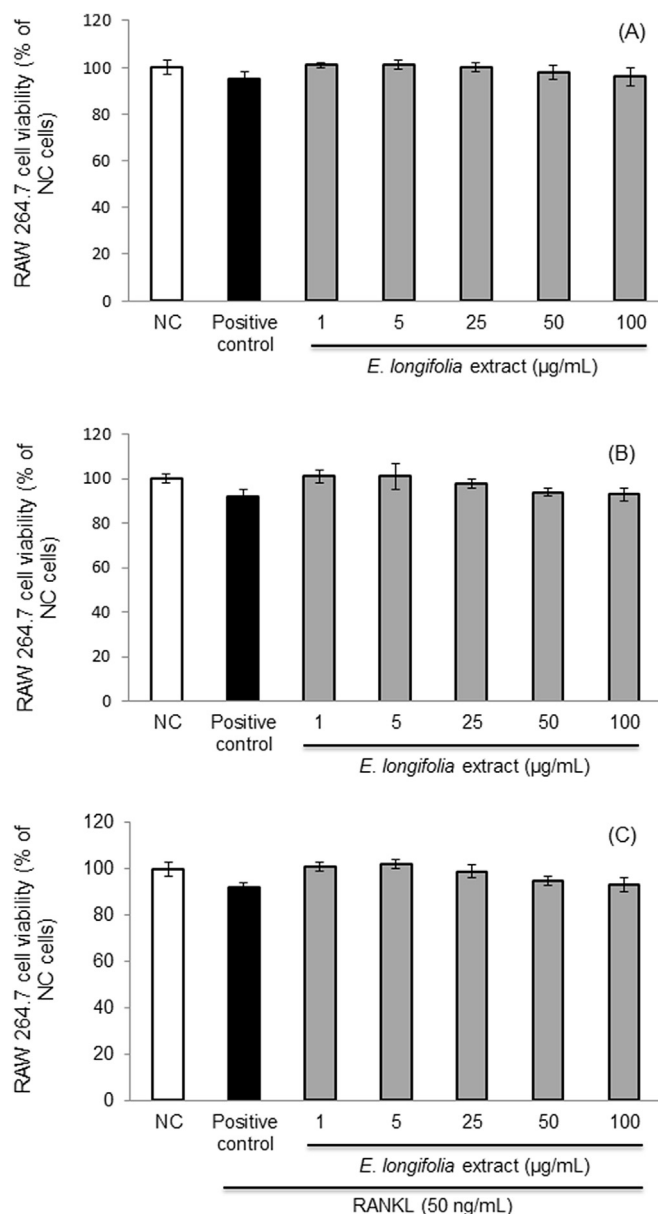 (A)
RAW 264.7 cell viability (% of
NC cells)
120
100
80
60
40
20
0
NC Positive control 1 5 25 50 100
E. longifolia extract (µg/mL)
(B)
RAW 264.7 cell viability (% of
NC cells)
120
100
80
60
40
20
0
NC Positive control 1 5 25 50 100
E. longifolia extract (µg/mL)
(C)
RAW 264.7 cell viability (% of
NC cells)
120
100
80
60
40
20
0
NC Positive control 1 5 25 50 100
E. longifolia extract (µg/mL)
RANKL (50 ng/mL)